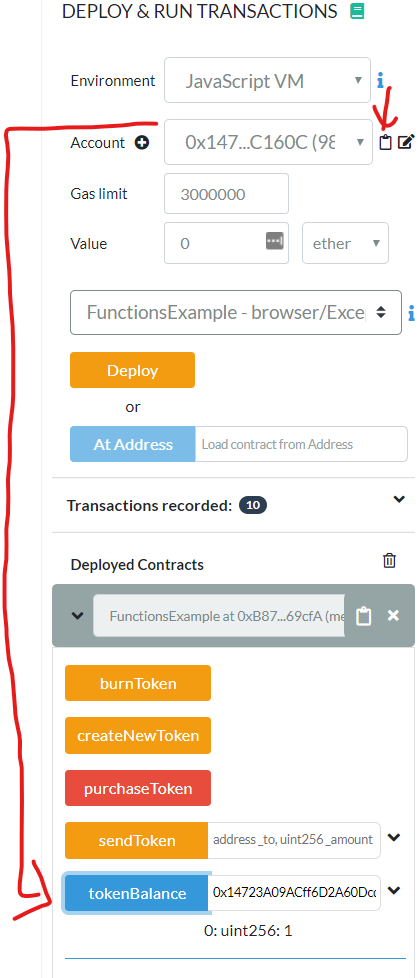 DEPLOY & RUN TRANSACTIONS
Environment JavaScript VM
Account 0x147...C160C (98
Gas limit 3000000
Value 0 ether
FunctionsExample - browser/Exce
Deploy
or
At Address Load contract from Address
Transactions recorded: 10
Deployed Contracts
FunctionsExample at 0xB87...69cfA (me
burnToken
createNewToken
purchaseToken
sendToken address _to, uint256 _amount
tokenBalance 0x14723A09ACff6D2A60Dcc
0: uint256: 1